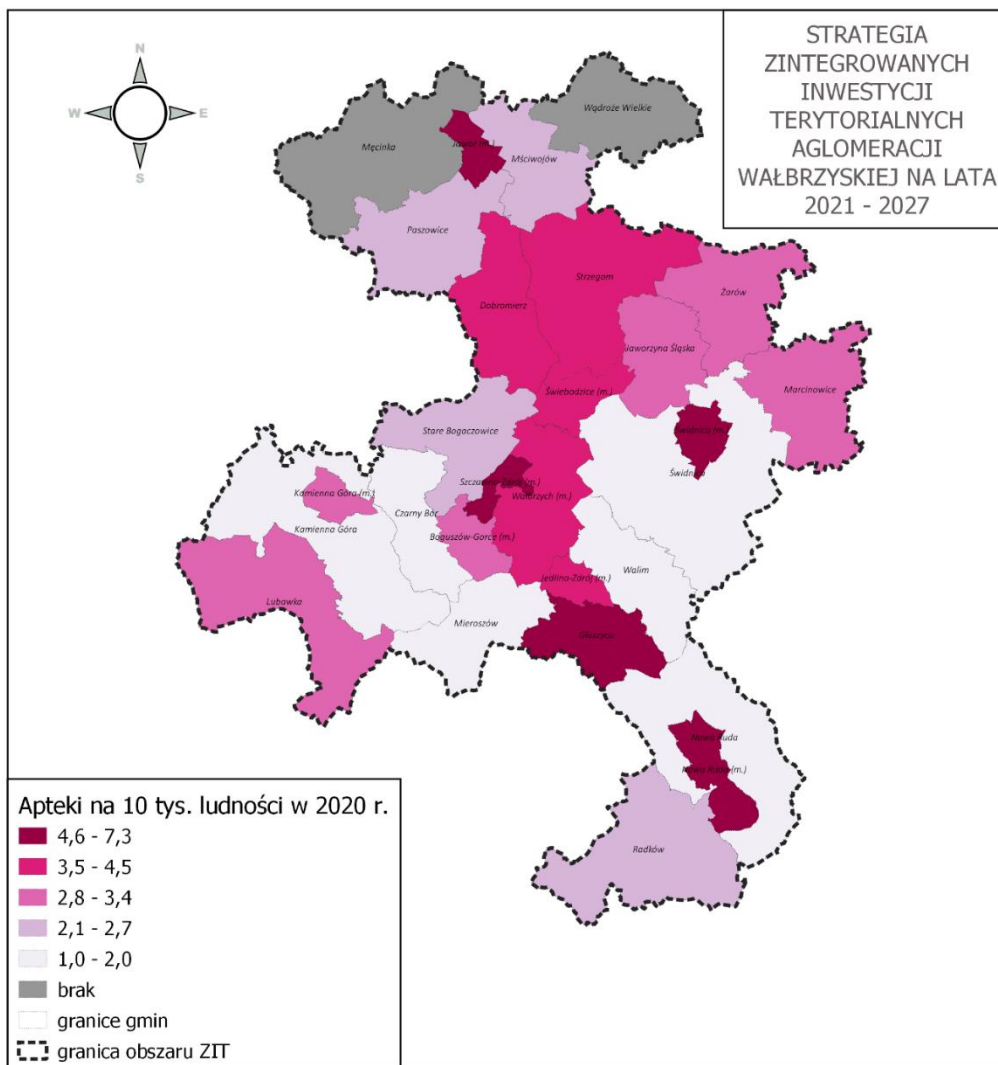 STRATEGIA
ZINTEGROWANYCH
INWESTYCJI
TERYTORIALNYCH
AGLOMERACJI
WAŁBRZYSKIEJ NA LATA
2021 - 2027
N
W
E
S
Wądroże Wielkie
Męcinka
Jawor (m.)
Mściwojów
Paszowice
Strzegom
Żarów
Dobromierz
Jaworzyna Śląska
Marcinowice
Świebodzice (m.)
Stare Bogaczowice
Świdnica (m.)
Świdnica
Szczawno-Zdrój (m.)
Kamienna Góra (m.)
Wałbrzych (m.)
Czarny Bór
Kamienna Góra
Boguszów-Gorce (m.)
Walim
Jedlina-Zdrój (m.)
Lubawka
Mieroszów
Głuszyca
Nowa Ruda
Nowa Ruda (m.)
Radków
Apteki na 10 tys. ludności w 2020 r.
4,6 - 7,3
3,5 - 4,5
2,8 - 3,4
2,1 - 2,7
1,0 - 2,0
brak
granice gmin
granica obszaru ZIT